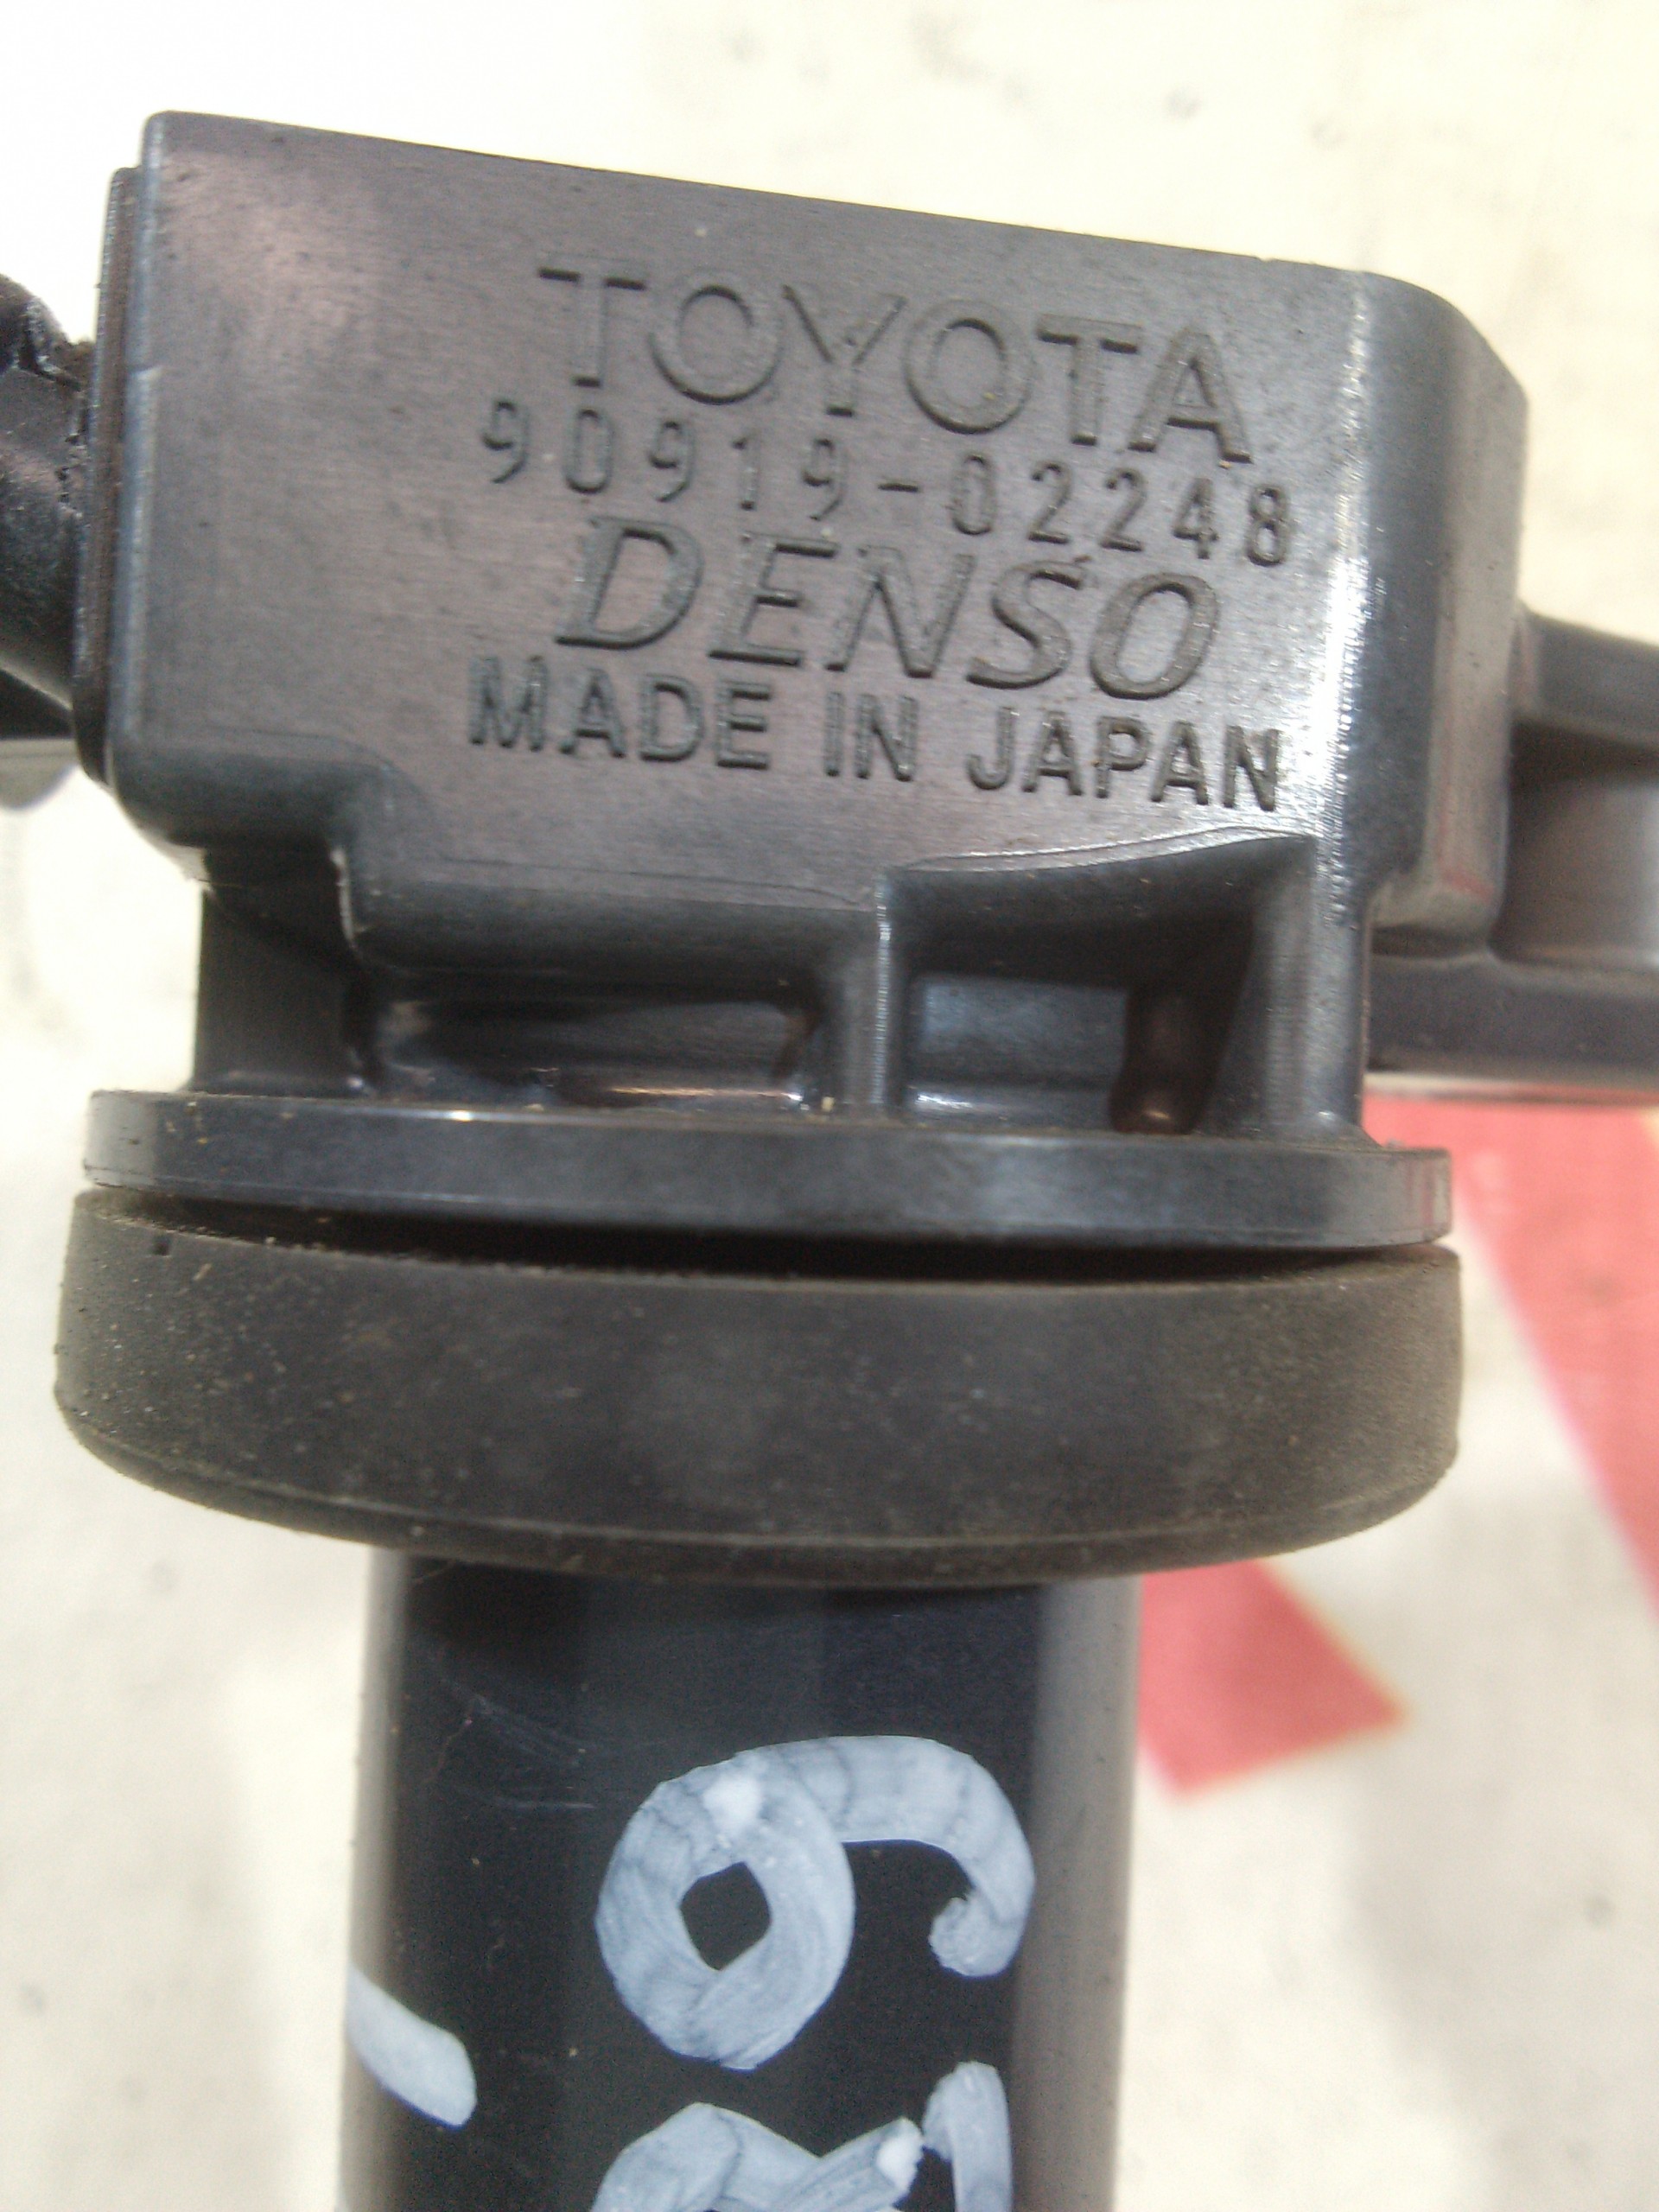 TOYOTA
90919-02248
DENSO
MADE IN JAPAN